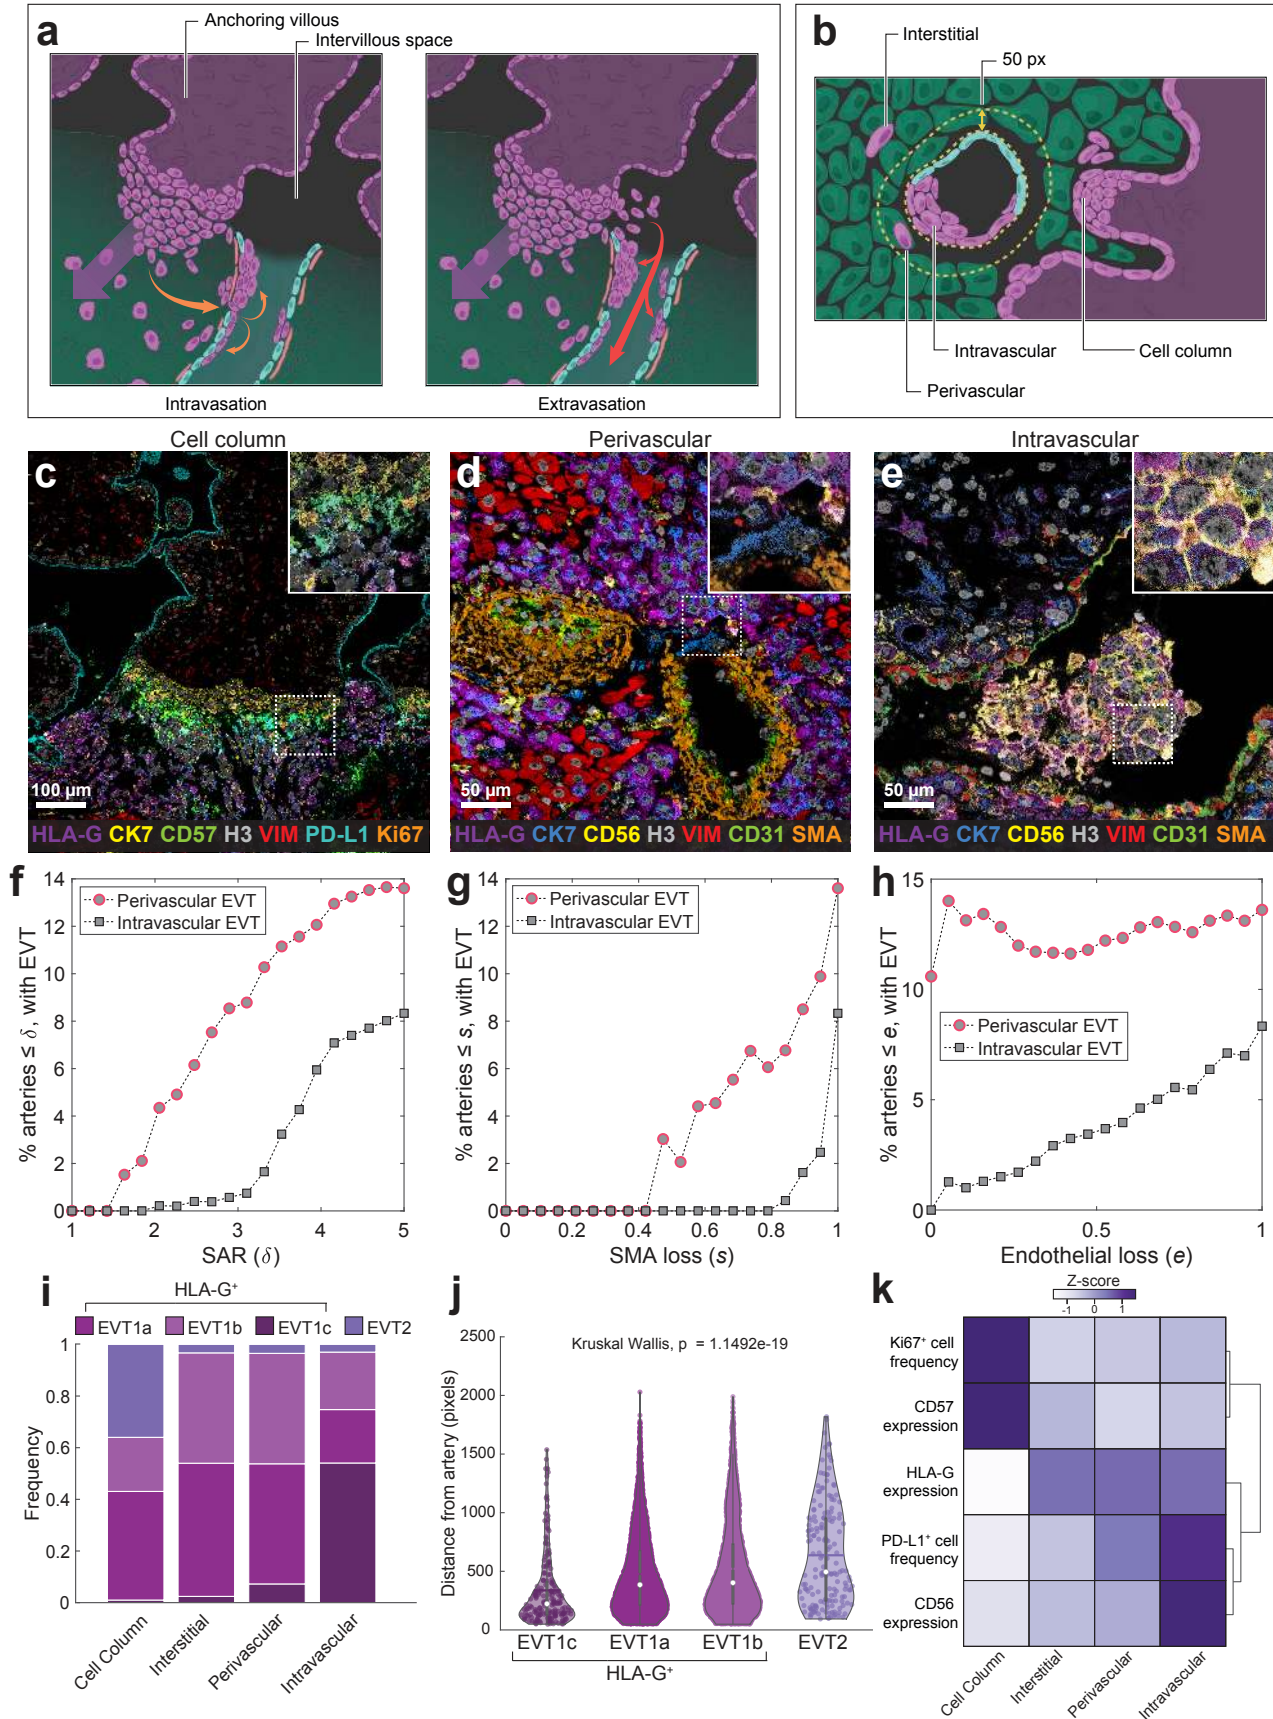 a
Anchoring villous
Intervillous space
Intravasation
Extravasation
b
Interstitial
50 px
Intravascular
Cell column
Perivascular
Cell column
Perivascular
Intravascular
c
100 µm
HLA-G CK7 CD57 H3 VIM PD-L1 Ki67
d
50 µm
HLA-G CK7 CD56 H3 VIM CD31 SMA
e
50 µm
HLA-G CK7 CD56 H3 VIM CD31 SMA
f
% arteries ≤ δ, with EVT
14
12
10
8
6
4
2
0
Perivascular EVT
Intravascular EVT
1 2 3 4 5
SAR (δ)
g
% arteries ≤ s, with EVT
14
12
10
8
6
4
2
0
Perivascular EVT
Intravascular EVT
0 0.2 0.4 0.6 0.8 1
SMA loss (s)
h
% arteries ≤ e, with EVT
15
10
5
0
Perivascular EVT
Intravascular EVT
0 0.5 1
Endothelial loss (e)
i
HLA-G⁺
EVT1a EVT1b EVT1c EVT2
Frequency
1
0.8
0.6
0.4
0.2
0
Cell Column
Interstitial
Perivascular
Intravascular
j
Kruskal Wallis, p = 1.1492e-19
Distance from artery (pixels)
2500
2000
1500
1000
500
0
EVT1c EVT1a EVT1b EVT2
HLA-G⁺
k
Z-score
-1 0 1
Ki67⁺ cell
frequency
CD57
expression
HLA-G
expression
PD-L1⁺ cell
frequency
CD56
expression
Cell Column
Interstitial
Perivascular
Intravascular